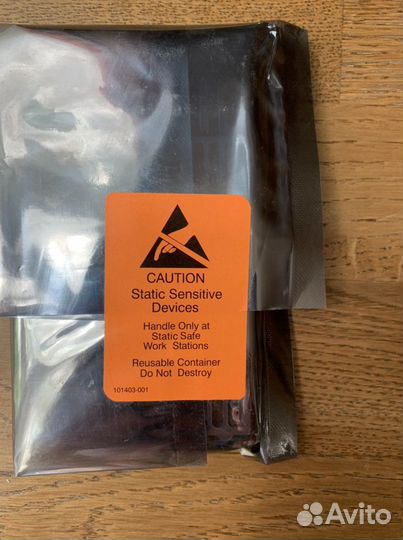 CAUTION
Static Sensitive
Devices
Handle Only at
Static Safe
Work Stations
Reusable Container
Do Not Destroy
101403-001
Avito